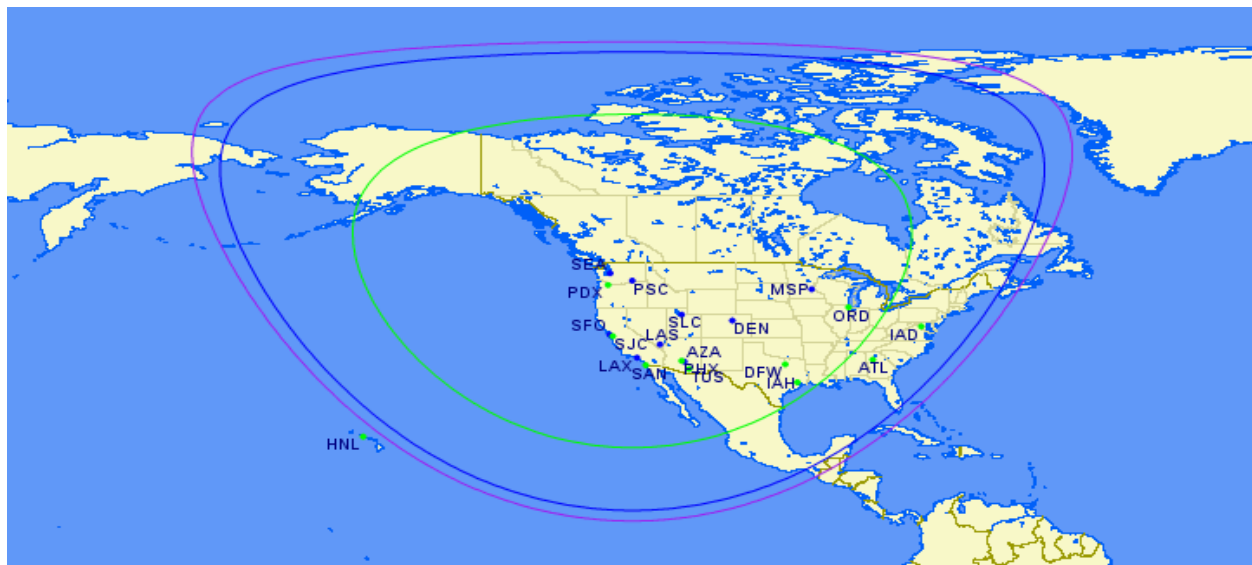 SEA
PDX
PSC
MSP
SFO
SJC
LAS
SLC
DEN
ORD
IAD
LAX
SAN
AZA
PHX
TUS
DFW
IAH
ATL
HNL